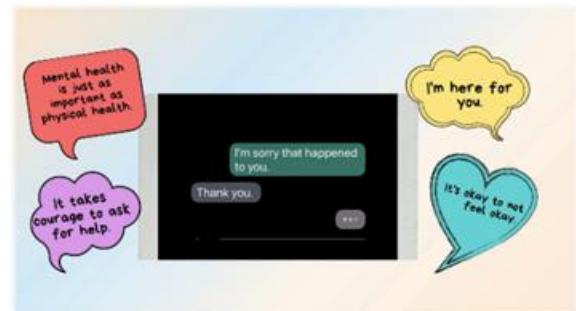 Mental health
is just as
important as
physical health.
I'm here for
you.
I'm sorry that happened
to you.
Thank you.
It takes
courage to ask
for help.
It's okay to not
feel okay